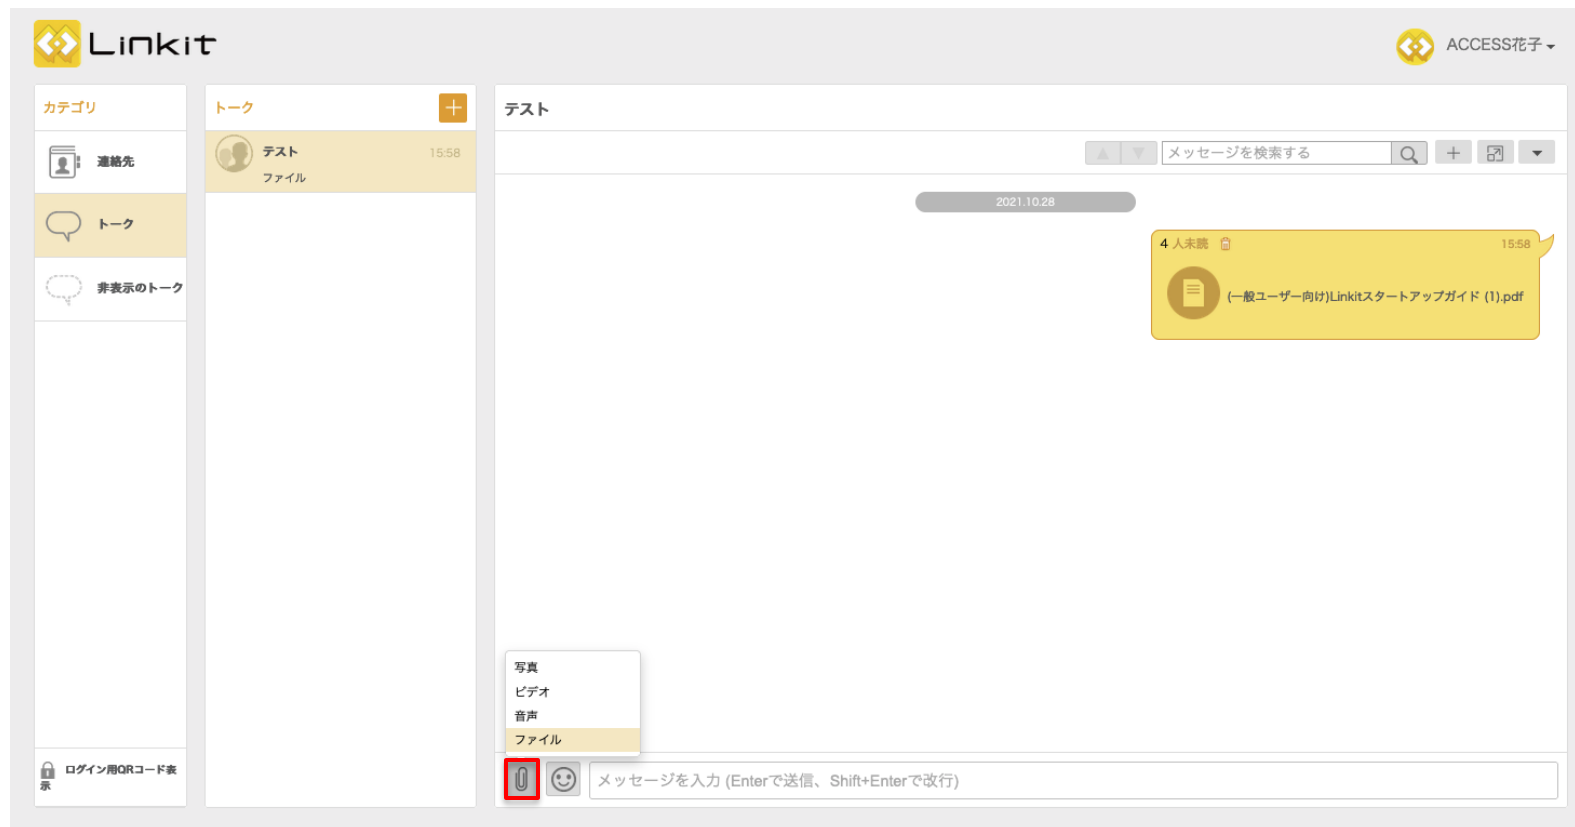 Linkit
ACCESS花子
カテゴリ
連絡先
トーク
非表示のトーク
ログイン用QRコード表
示
トーク
テスト 15:58
ファイル
テスト
メッセージを検索する
2021.10.28
4 人未読 15:58
(一般ユーザー向け)Linkitスタートアップガイド (1).pdf
写真
ビデオ
音声
ファイル
メッセージを入力 (Enterで送信、Shift+Enterで改行)